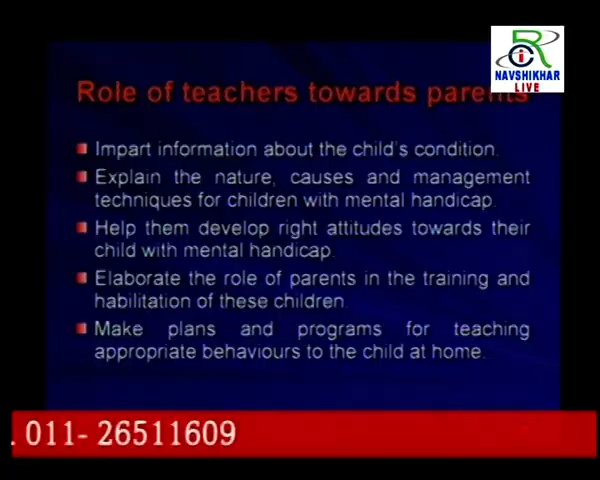 RCI
NAVSHIKHAR
LIVE
Role of teachers towards parents
Impart information about the child's condition.
Explain the nature, causes and management
techniques for children with mental handicap.
Help them develop right attitudes towards their
child with mental handicap.
Elaborate the role of parents in the training and
habilitation of these children.
Make plans and programs for teaching
appropriate behaviours to the child at home.
. 011- 26511609